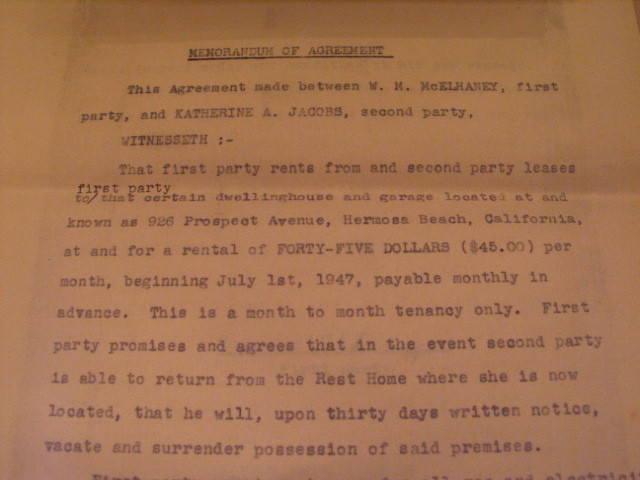 MEMORANDUM OF AGREEMENT
This Agreement made between W. M. McELHANEY, first
party, and KATHERINE A. JACOBS, second party,
WITNESSETH :-
That first party rents from and second party leases
first party
to/that certain dwellinghouse and garage located at and
known as 926 Prospect Avenue, Hermosa Beach, California,
at and for a rental of FORTY-FIVE DOLLARS ($45.00) per
month, beginning July 1st, 1947, payable monthly in
advance. This is a month to month tenancy only. First
party promises and agrees that in the event second party
is able to return from the Rest Home where she is now
located, that he will, upon thirty days written notice,
vacate and surrender possession of said premises.
First